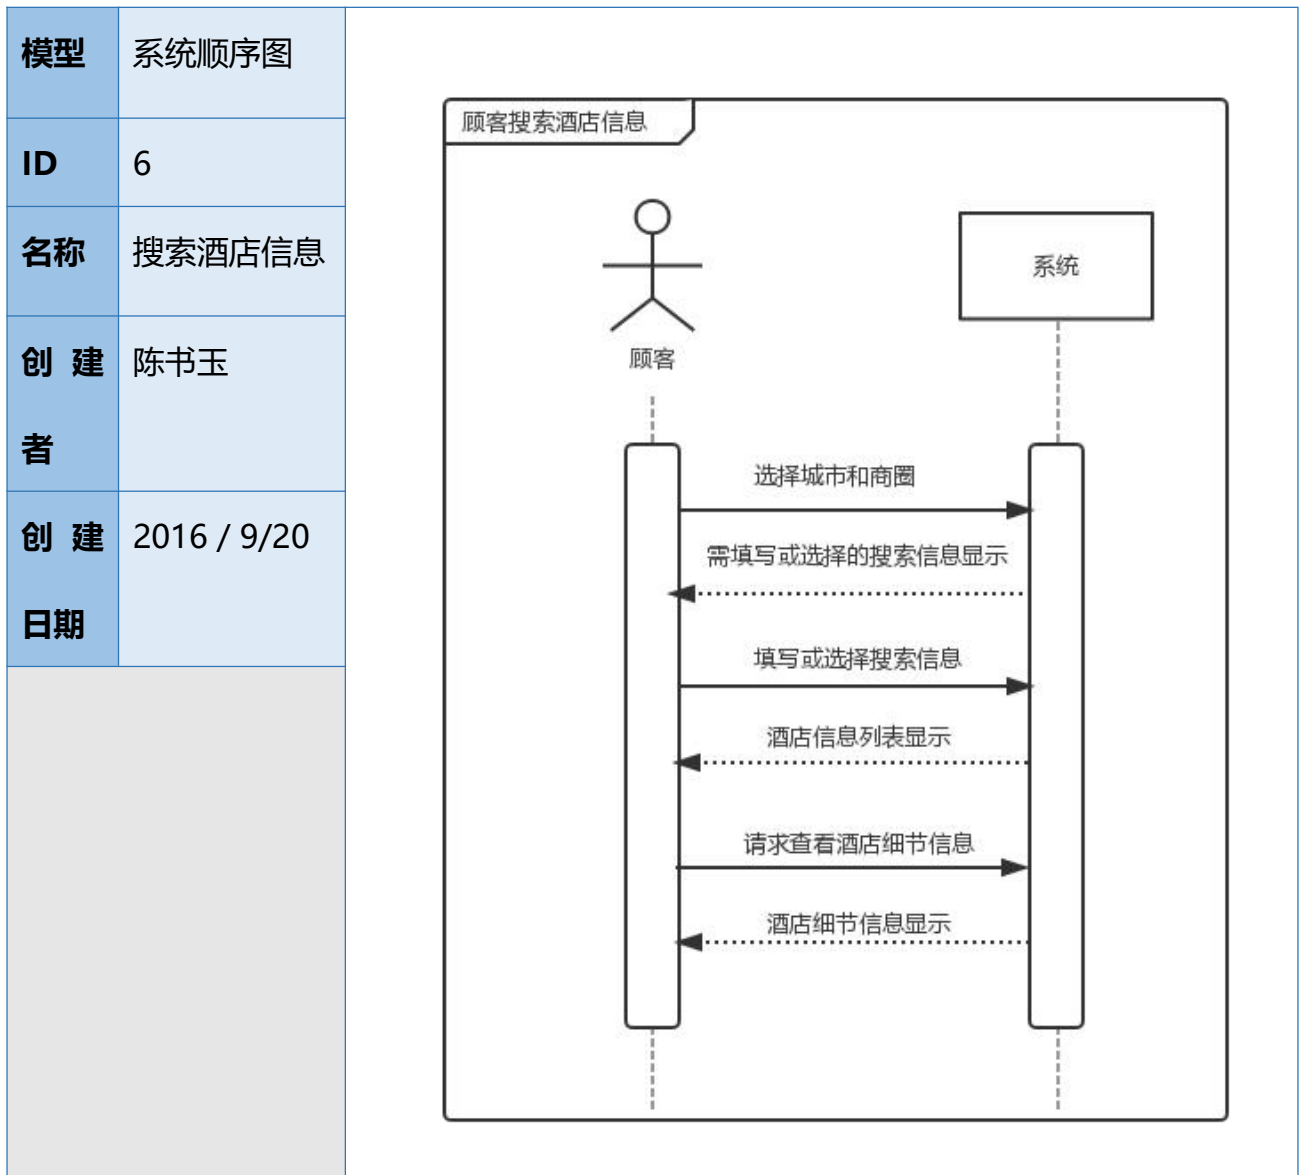 模型 系统顺序图
ID 6
名称 搜索酒店信息
创 建 陈书玉
者
创 建 2016 / 9/20
日期
顾客搜索酒店信息
系统
顾客
选择城市和商圈
需填写或选择的搜索信息显示
填写或选择搜索信息
酒店信息列表显示
请求查看酒店细节信息
酒店细节信息显示